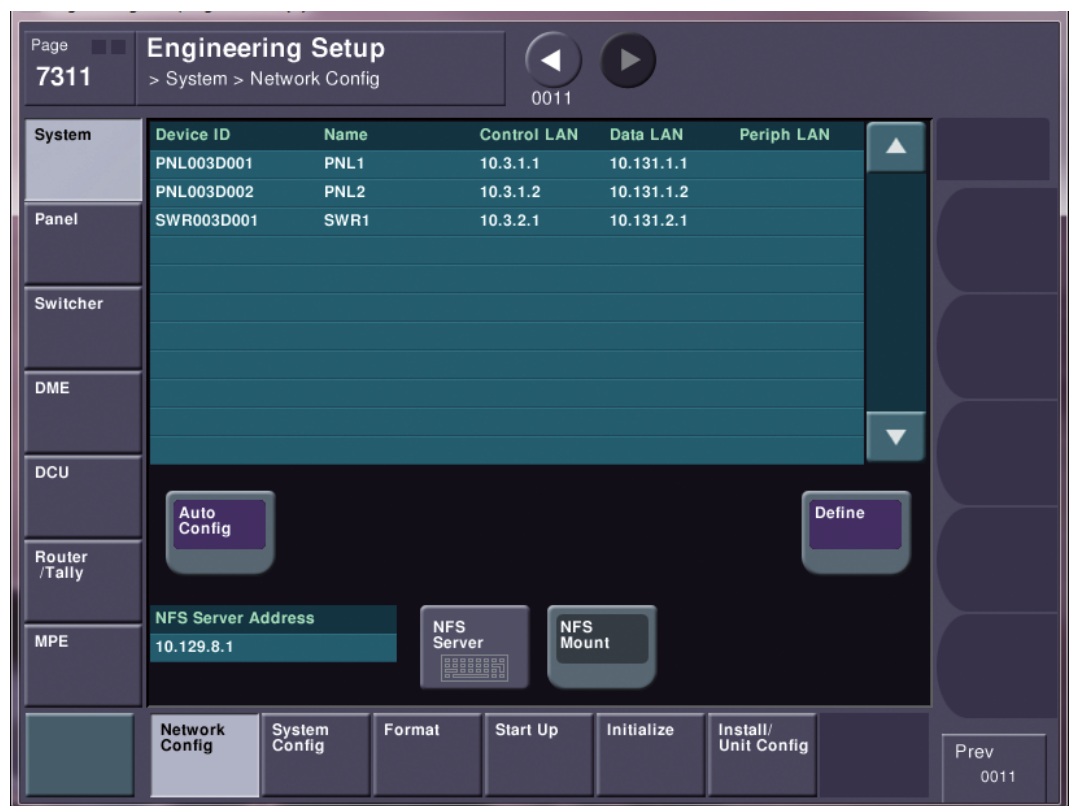 Page
7311
Engineering Setup
> System > Network Config
0011
System
Panel
Switcher
DME
DCU
Router
/Tally
MPE
Device ID Name Control LAN Data LAN Periph LAN
PNL003D001 PNL1 10.3.1.1 10.131.1.1
PNL003D002 PNL2 10.3.1.2 10.131.1.2
SWR003D001 SWR1 10.3.2.1 10.131.2.1
Auto
Config
Define
NFS Server Address
10.129.8.1
NFS
Server
NFS
Mount
Network
Config
System
Config
Format
Start Up
Initialize
Install/
Unit Config
Prev
0011